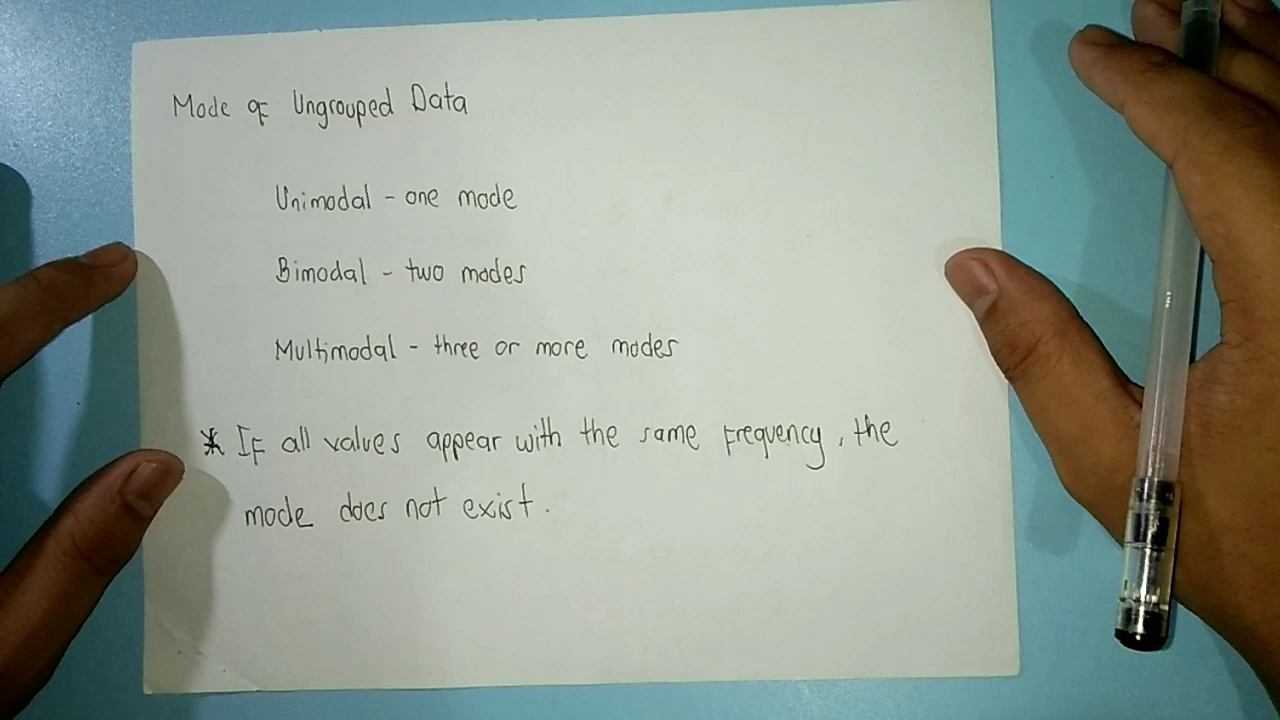 Mode of Ungrouped Data
Unimodal - one mode
Bimodal - two modes
Multimodal - three or more modes
* If all values appear with the same frequency, the
mode does not exist.